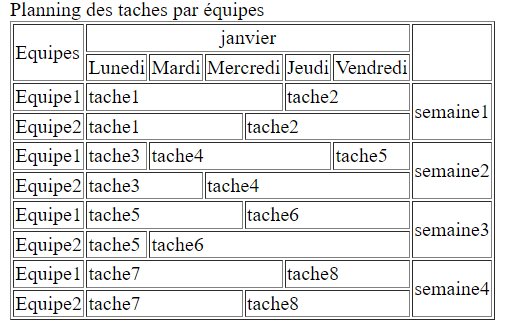 Planning des taches par équipes
Equipes janvier
Lunedi Mardi Mercredi Jeudi Vendredi
Equipe1 tache1 tache2 semaine1
Equipe2 tache1 tache2
Equipe1 tache3 tache4 tache5 semaine2
Equipe2 tache3 tache4
Equipe1 tache5 tache6 semaine3
Equipe2 tache5 tache6
Equipe1 tache7 tache8 semaine4
Equipe2 tache7 tache8